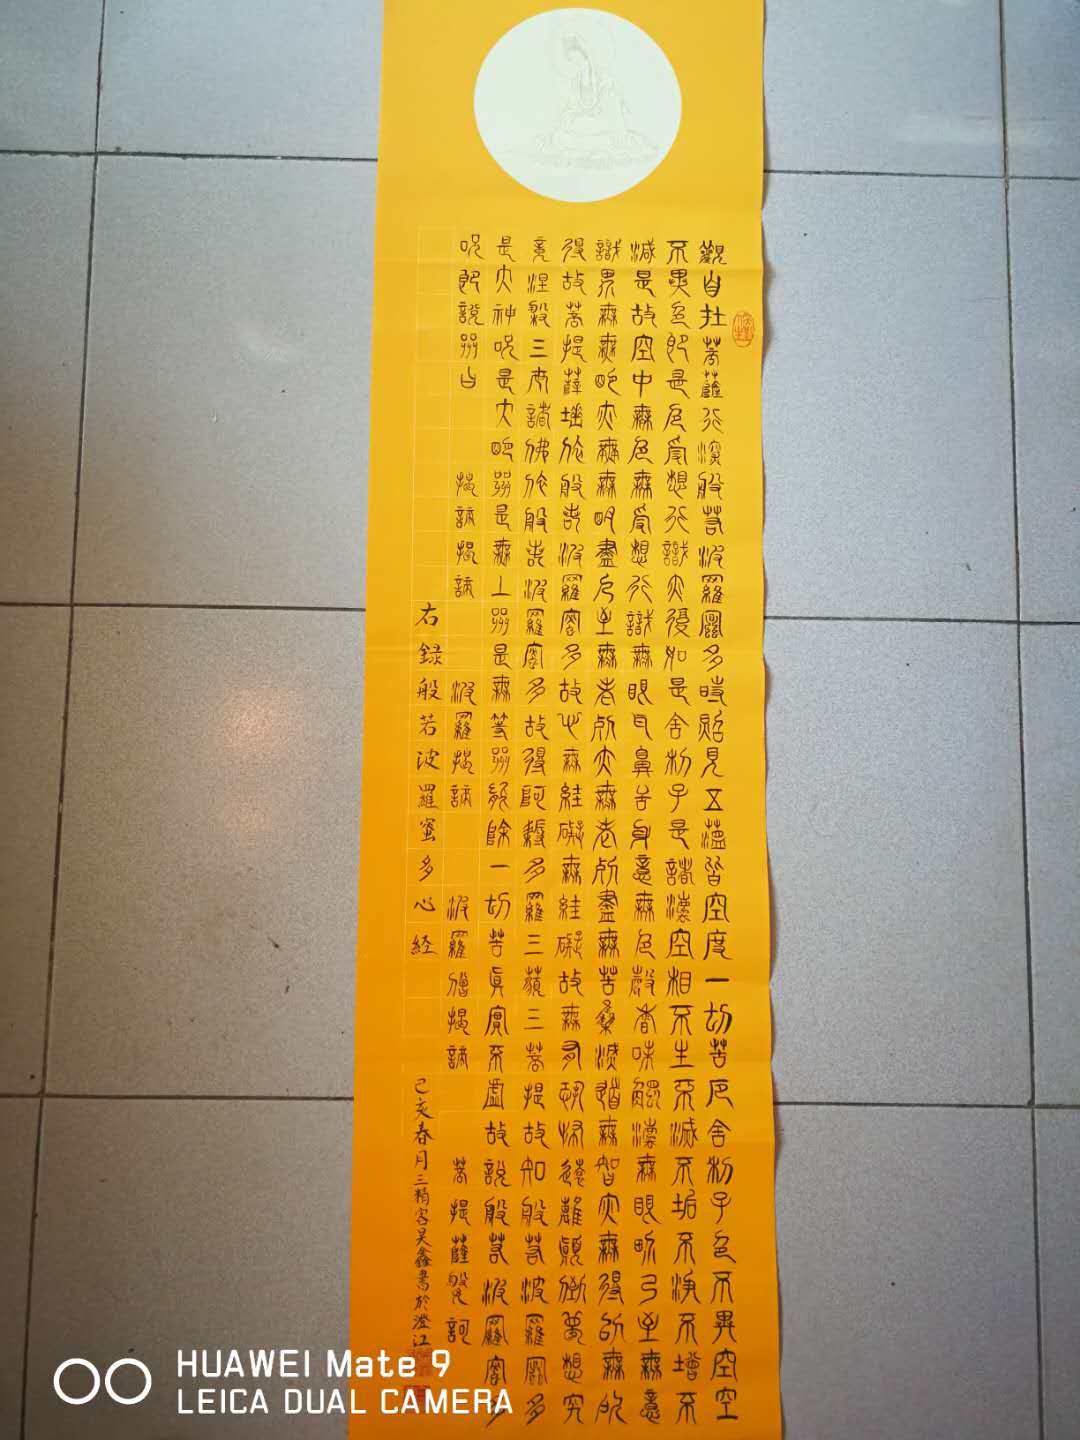 觀自在菩薩行深般若波羅蜜多時照見五蘊皆空度一切苦厄舍利子色不異空空
不異色即是色受想行識亦復如是舍利子是諸法空相不生不滅不垢不淨不增不
減是故空中無色無受想行識無眼耳鼻舌身意無色聲香味觸法無眼界乃至無意
識界無無明亦無無明盡乃至無老死亦無老死盡無苦集滅道無智亦無得以無所
得故菩提薩埵依般若波羅蜜多故心無罣礙無罣礙故無有恐怖遠離顛倒夢想究
竟涅槃三世諸佛依般若波羅蜜多故得阿耨多羅三藐三菩提故知般若波羅蜜多
是大神咒是大明咒是無上咒是無等咒能除一切苦真實不虛故說般若波羅蜜多
咒即說咒曰 揭諦揭諦 波羅揭諦 波羅僧揭諦 菩提薩婆訶
右録般若波羅蜜多心経 己亥春月三精客吴鑫書於澄江
HUAWEI Mate 9
LEICA DUAL CAMERA